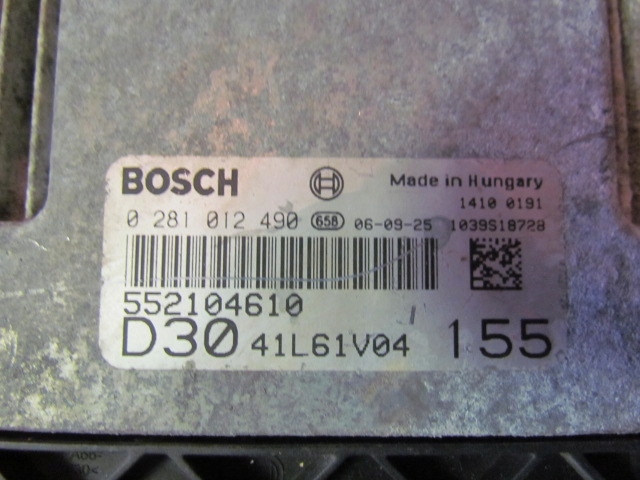 BOSCH Made in Hungary
1410 0191
0 281 012 490 658 06-09-25 1039S18728
552104610
D30 41L61V04 155